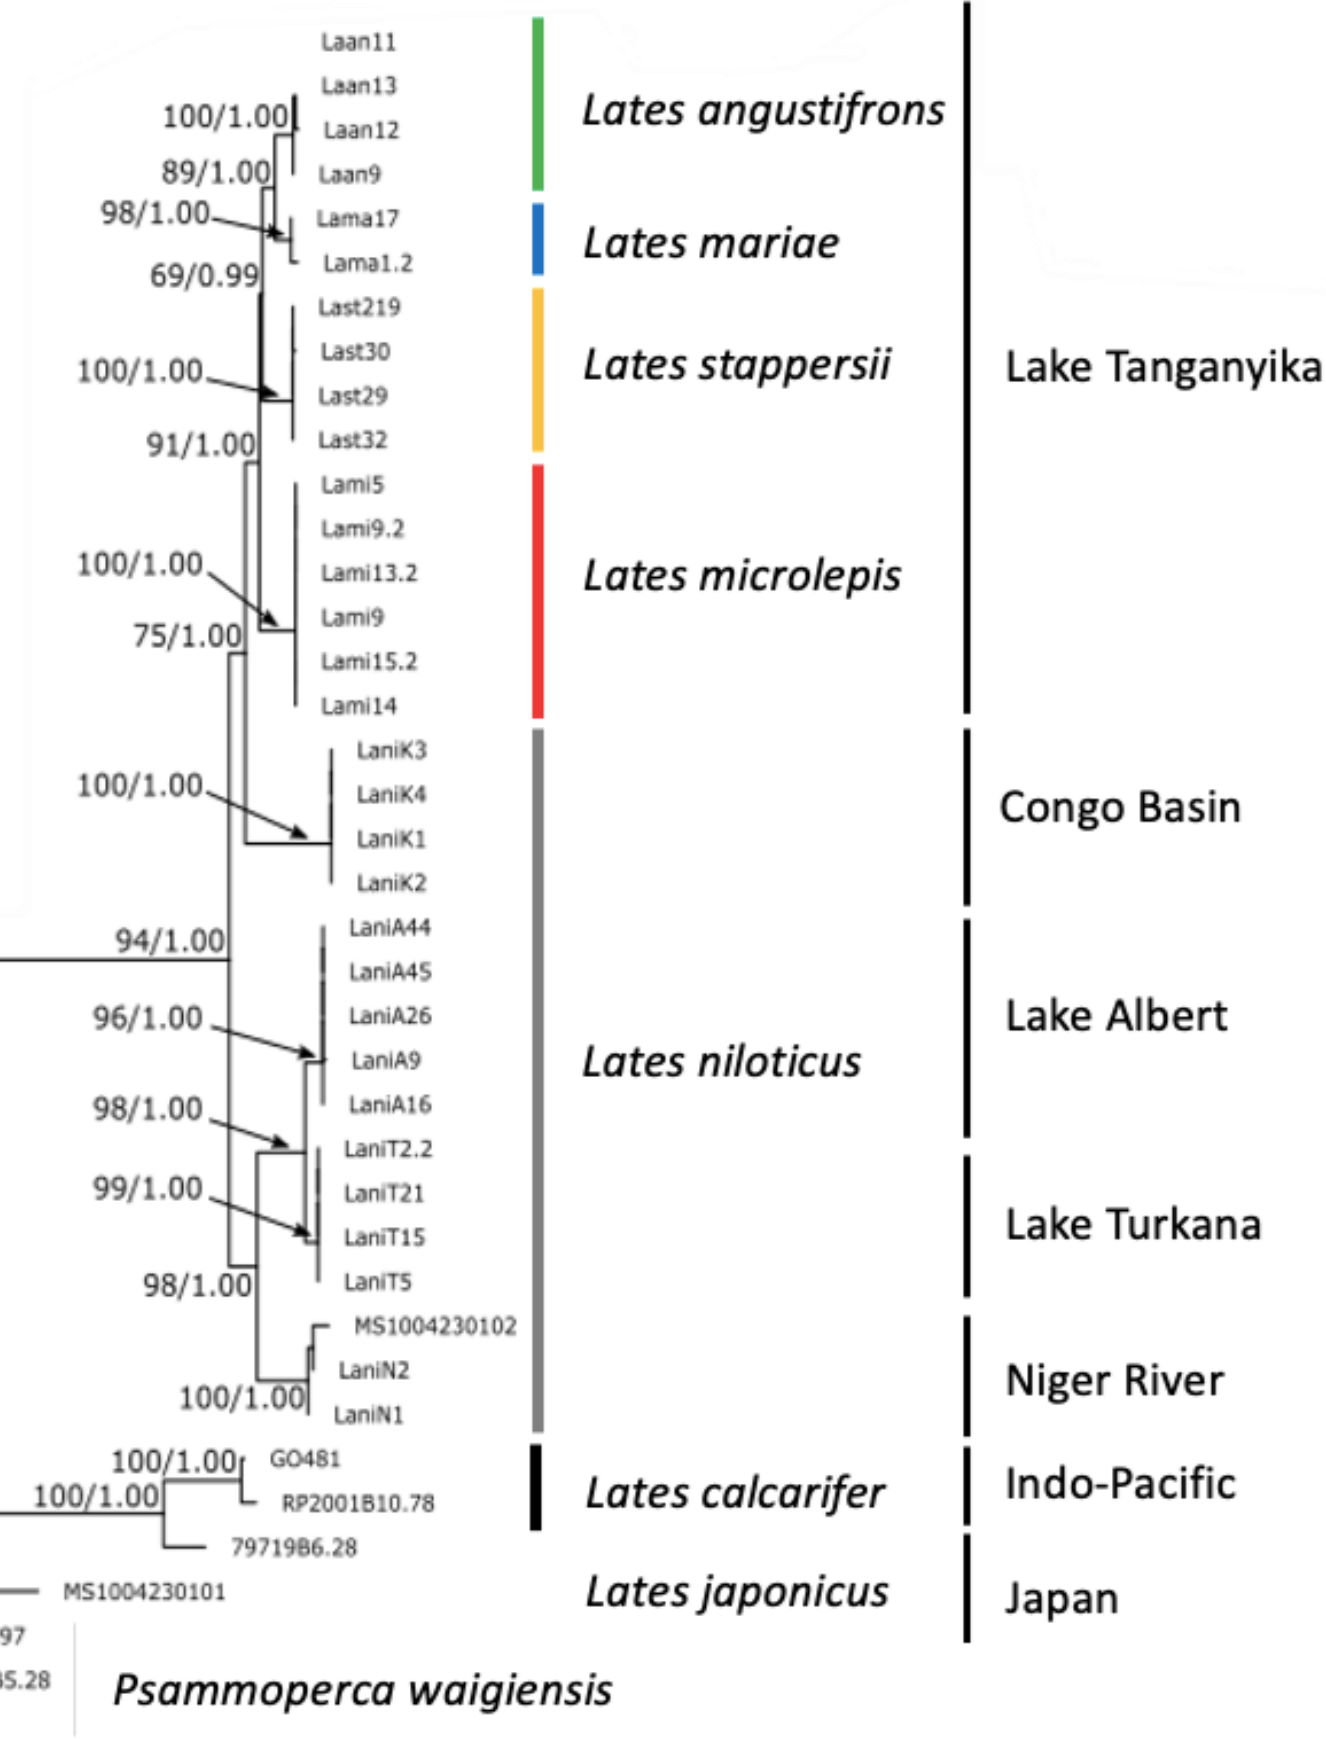 Laan11
Laan13
100/1.00
Laan12
Lates angustifrons
89/1.00
Laan9
98/1.00
Lama17
Lates mariae
Lama1.2
69/0.99
Last219
Last30
Lates stappersii
Lake Tanganyika
100/1.00
Last29
Last32
91/1.00
Lami5
Lami9.2
100/1.00
Lami13.2
Lates microlepis
Lami9
75/1.00
Lami15.2
Lami14
LaniK3
100/1.00
LaniK4
Congo Basin
LaniK1
LaniK2
LaniA44
94/1.00
LaniA45
96/1.00
LaniA26
Lake Albert
LaniA9
Lates niloticus
98/1.00
LaniA16
LaniT2.2
99/1.00
LaniT21
LaniT15
Lake Turkana
98/1.00
LaniT5
MS1004230102
LaniN2
Niger River
100/1.00
LaniN1
100/1.00
GO481
100/1.00
RP2001B10.78
Lates calcarifer
Indo-Pacific
79719B6.28
MS1004230101
Lates japonicus
Japan
97
5.28
Psammoperca waigiensis